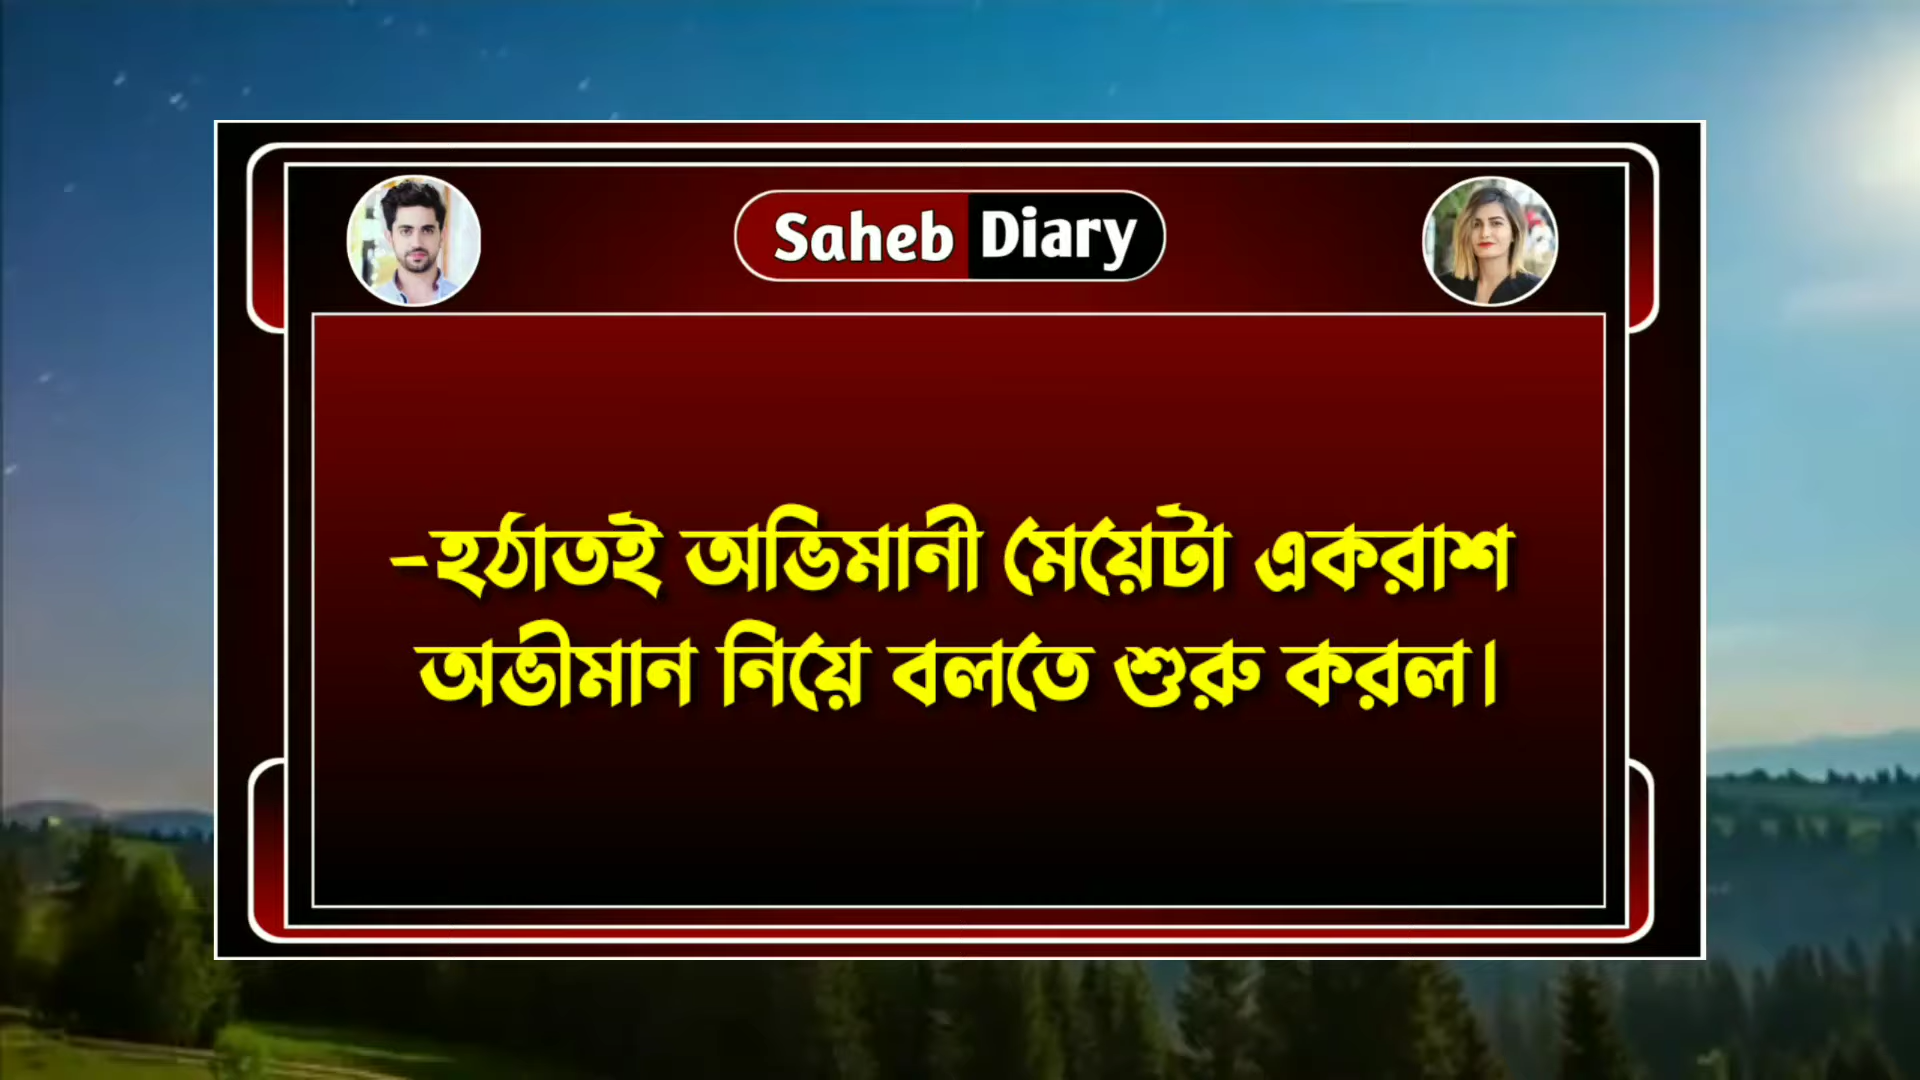 Saheb Diary
-হঠাতই অভিমানী মেয়েটা একরাশ
অভীমান নিয়ে বলতে শুরু করল।